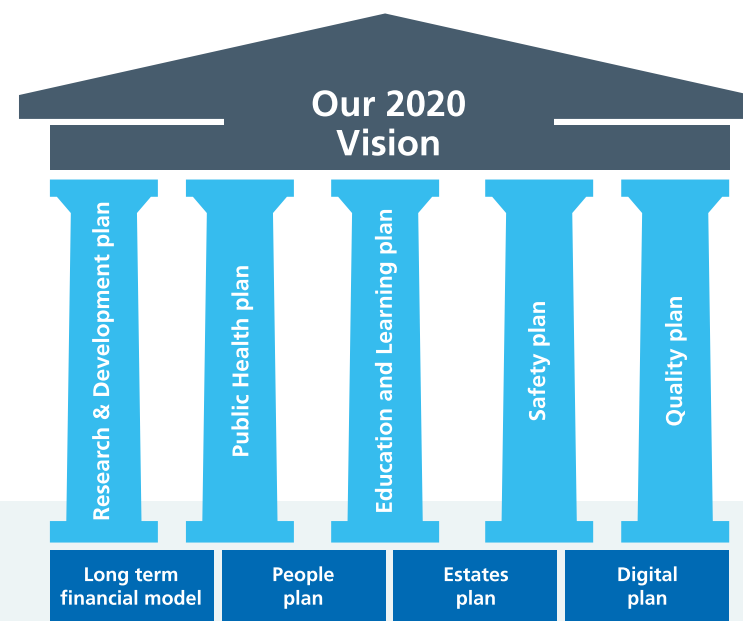 Our 2020
Vision
Research & Development plan
Public Health plan
Education and Learning plan
Safety plan
Quality plan
Long term
financial model
People
plan
Estates
plan
Digital
plan